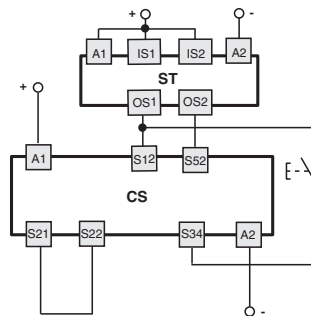 + -
A1 IS1 IS2 A2
ST
OS1 OS2
+
A1 S12 S52
CS
S21 S22 S34 A2
-